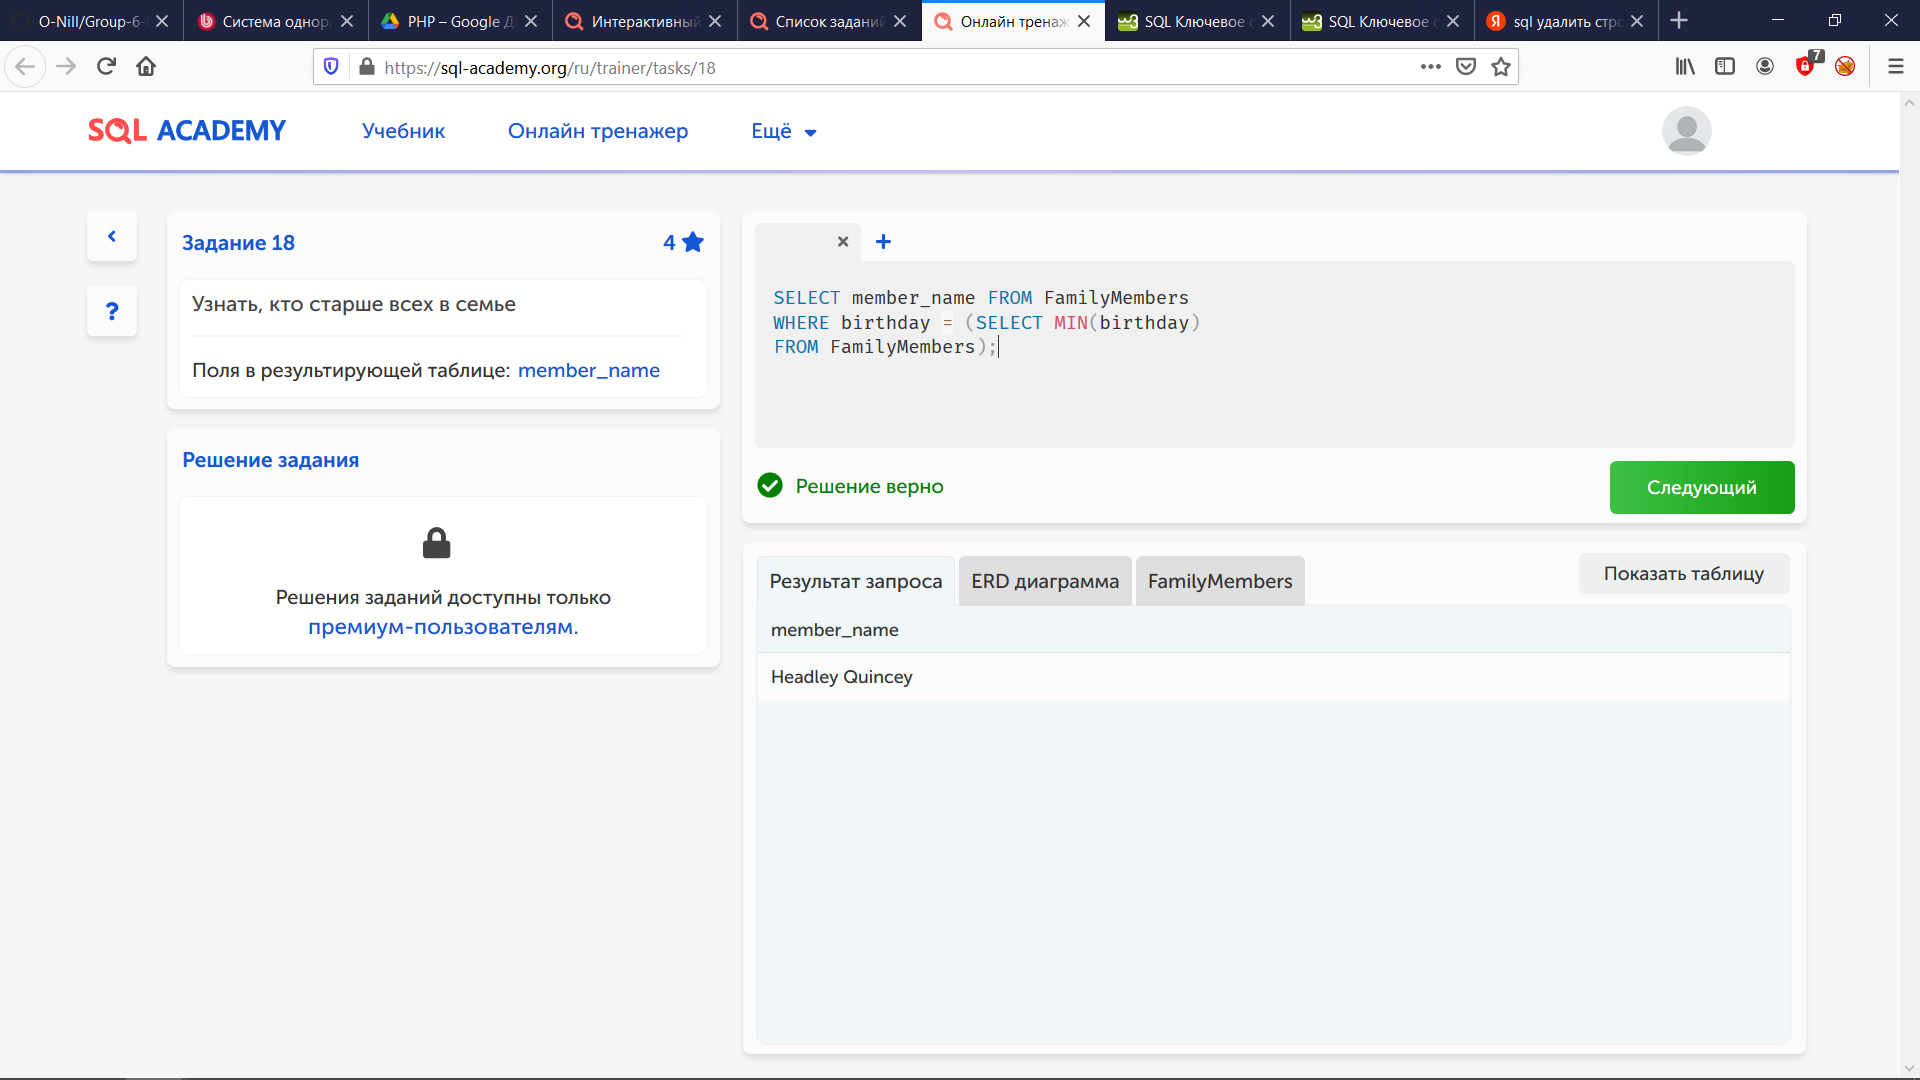 O-Nill/Group-6-
Система однора
PHP – Google Д
Интерактивный
Список заданий
Онлайн тренаж
SQL Ключевое с
SQL Ключевое с
sql удалить стро
https://sql-academy.org/ru/trainer/tasks/18
7
SQL ACADEMY
Учебник
Онлайн тренажер
Ещё
Задание 18
4
Узнать, кто старше всех в семье
Поля в результирующей таблице: member_name
Решение задания
Решения заданий доступны только
премиум-пользователям.
SELECT member_name FROM FamilyMembers
WHERE birthday = (SELECT MIN(birthday)
FROM FamilyMembers);
Решение верно
Следующий
Результат запроса
ERD диаграмма
FamilyMembers
Показать таблицу
member_name
Headley Quincey